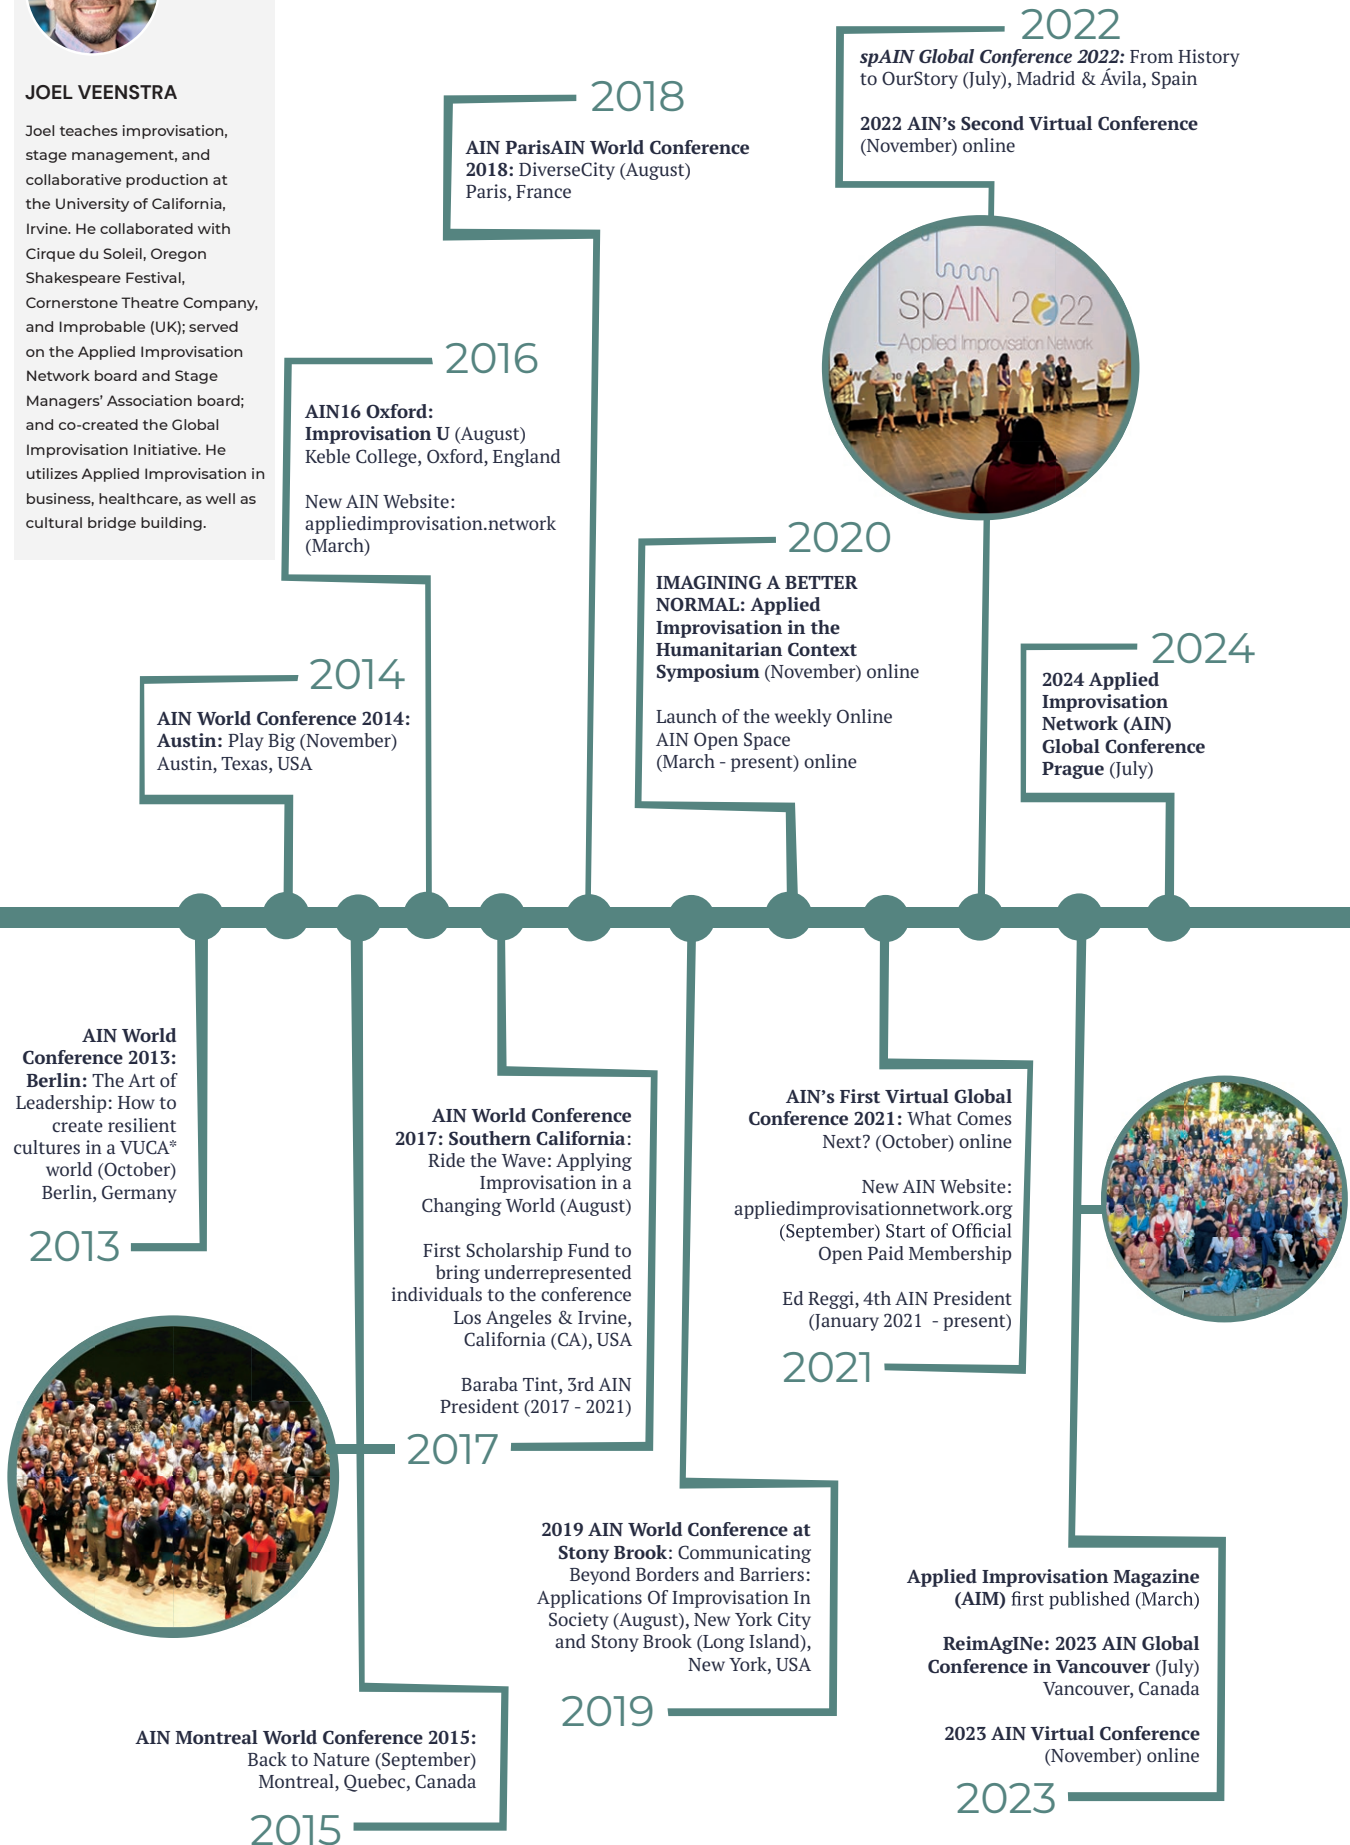 JOEL VEENSTRA
Joel teaches improvisation,
stage management, and
collaborative production at
the University of California,
Irvine. He collaborated with
Cirque du Soleil, Oregon
Shakespeare Festival,
Cornerstone Theatre Company,
and Improbable (UK); served
on the Applied Improvisation
Network board and Stage
Managers’ Association board;
and co-created the Global
Improvisation Initiative. He
utilizes Applied Improvisation in
business, healthcare, as well as
cultural bridge building.
2022
spAIN Global Conference 2022: From History
to OurStory (July), Madrid & Ávila, Spain
2022 AIN’s Second Virtual Conference
(November) online
spAIN 2022
Applied Improvisation Network
2018
AIN ParisAIN World Conference
2018: DiverseCity (August)
Paris, France
2016
AIN16 Oxford:
Improvisation U (August)
Keble College, Oxford, England
New AIN Website:
appliedimprovisation.network
(March)
2020
IMAGINING A BETTER
NORMAL: Applied
Improvisation in the
Humanitarian Context
Symposium (November) online
Launch of the weekly Online
AIN Open Space
(March - present) online
2014
AIN World Conference 2014:
Austin: Play Big (November)
Austin, Texas, USA
2024
2024 Applied
Improvisation
Network (AIN)
Global Conference
Prague (July)
AIN World
Conference 2013:
Berlin: The Art of
Leadership: How to
create resilient
cultures in a VUCA*
world (October)
Berlin, Germany
2013
AIN World Conference
2017: Southern California:
Ride the Wave: Applying
Improvisation in a
Changing World (August)
First Scholarship Fund to
bring underrepresented
individuals to the conference
Los Angeles & Irvine,
California (CA), USA
Baraba Tint, 3rd AIN
President (2017 - 2021)
2017
AIN’s First Virtual Global
Conference 2021: What Comes
Next? (October) online
New AIN Website:
appliedimprovisationnetwork.org
(September) Start of Official
Open Paid Membership
Ed Reggi, 4th AIN President
(January 2021 - present)
2021
2019 AIN World Conference at
Stony Brook: Communicating
Beyond Borders and Barriers:
Applications Of Improvisation In
Society (August), New York City
and Stony Brook (Long Island),
New York, USA
2019
Applied Improvisation Magazine
(AIM) first published (March)
ReimAgINe: 2023 AIN Global
Conference in Vancouver (July)
Vancouver, Canada
2023 AIN Virtual Conference
(November) online
2023
AIN Montreal World Conference 2015:
Back to Nature (September)
Montreal, Quebec, Canada
2015